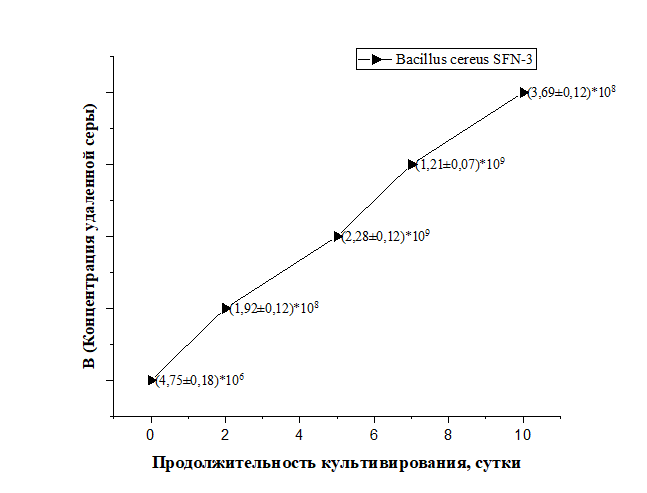 Bacillus cereus SFN-3
(3,69±0,12)*10⁸
(1,21±0,07)*10⁹
(2,28±0,12)*10⁹
(1,92±0,12)*10⁸
(4,75±0,18)*10⁶
В (Концентрация удаленной серы)
0 2 4 6 8 10
Продолжительность культивирования, сутки